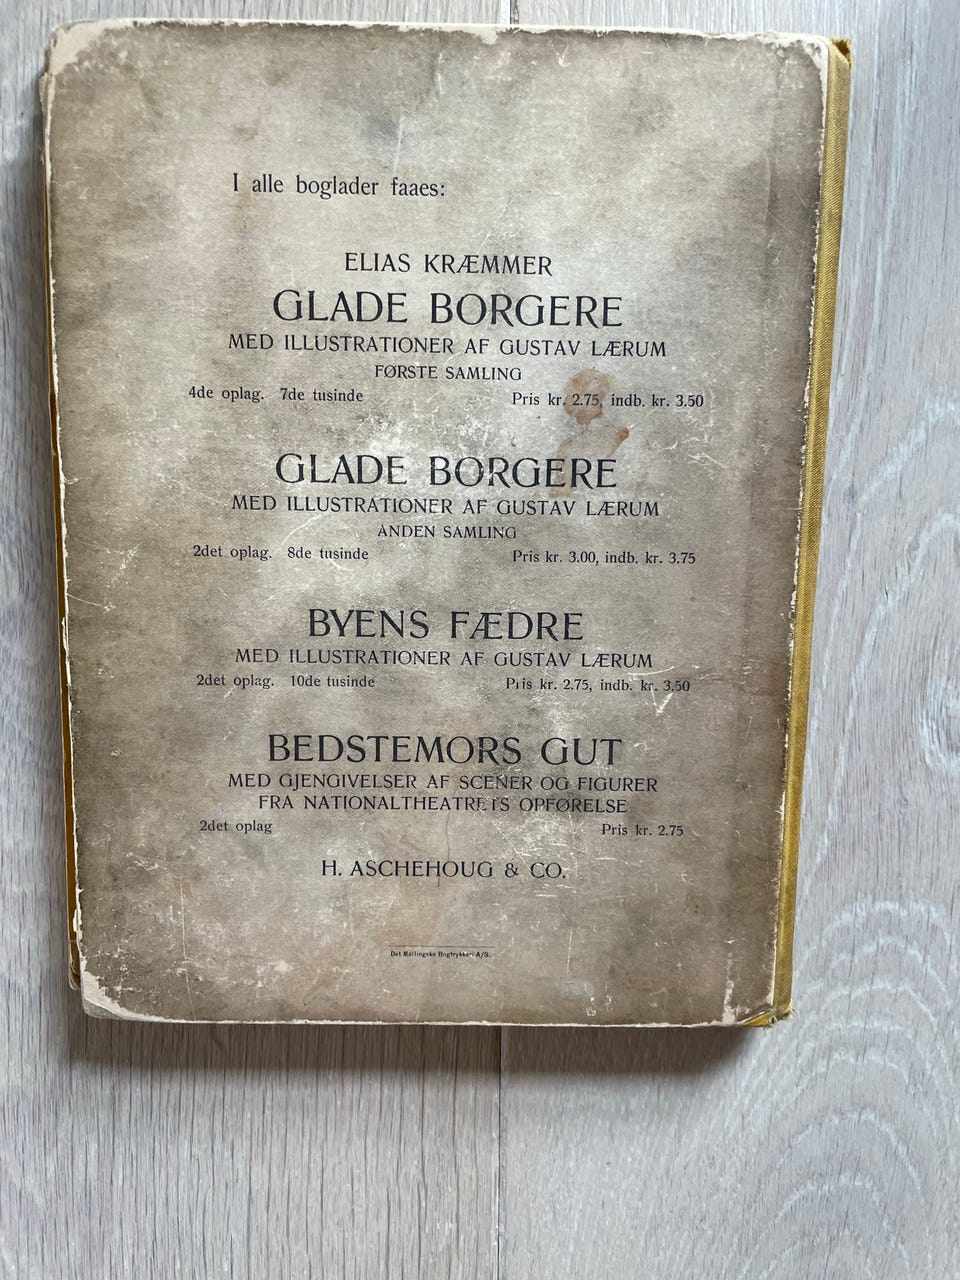 I alle boglader faaes:
ELIAS KRÆMMER
GLADE BORGERE
MED ILLUSTRATIONER AF GUSTAV LÆRUM
FØRSTE SAMLING
4de oplag. 7de tusinde Pris kr. 2.75, indb. kr. 3.50
GLADE BORGERE
MED ILLUSTRATIONER AF GUSTAV LÆRUM
ANDEN SAMLING
2det oplag. 8de tusinde Pris kr. 3.00, indb. kr. 3.75
BYENS FÆDRE
MED ILLUSTRATIONER AF GUSTAV LÆRUM
2det oplag. 10de tusinde Pris kr. 2.75, indb. kr. 3.50
BEDSTEMORS GUT
MED GJENGIVELSER AF SCENER OG FIGURER
FRA NATIONALTHEATRETS OPFØRELSE
2det oplag Pris kr. 2.75
H. ASCHEHOUG & CO.
Det Mallingske Bogtrykkeri A/S.